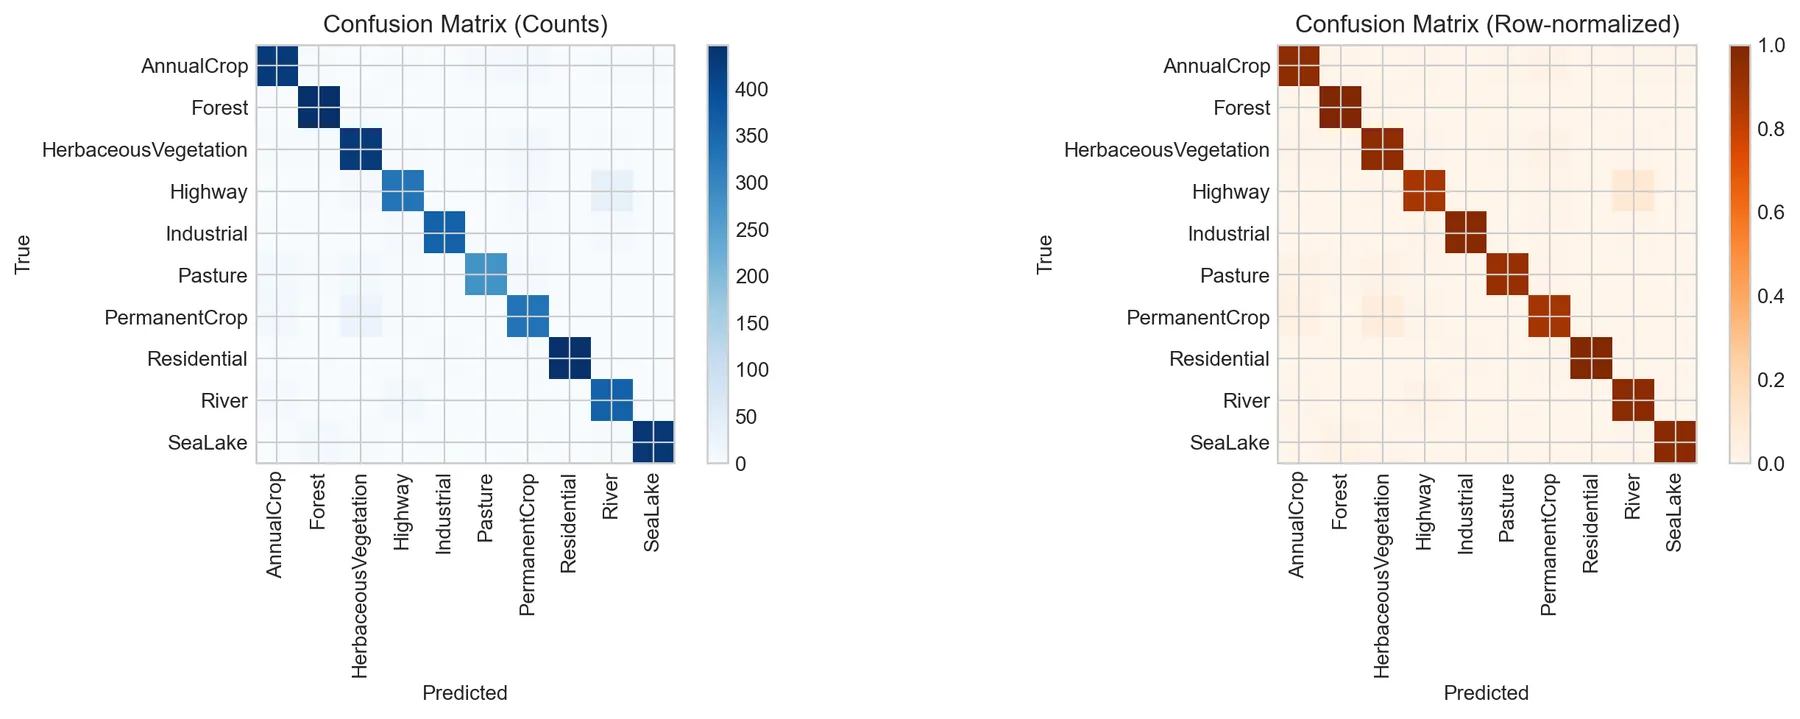 Confusion Matrix (Counts)
True
AnnualCrop
Forest
HerbaceousVegetation
Highway
Industrial
Pasture
PermanentCrop
Residential
River
SeaLake
AnnualCrop
Forest
HerbaceousVegetation
Highway
Industrial
Pasture
PermanentCrop
Residential
River
SeaLake
Predicted
400
350
300
250
200
150
100
50
0
Confusion Matrix (Row-normalized)
True
AnnualCrop
Forest
HerbaceousVegetation
Highway
Industrial
Pasture
PermanentCrop
Residential
River
SeaLake
AnnualCrop
Forest
HerbaceousVegetation
Highway
Industrial
Pasture
PermanentCrop
Residential
River
SeaLake
Predicted
1.0
0.8
0.6
0.4
0.2
0.0